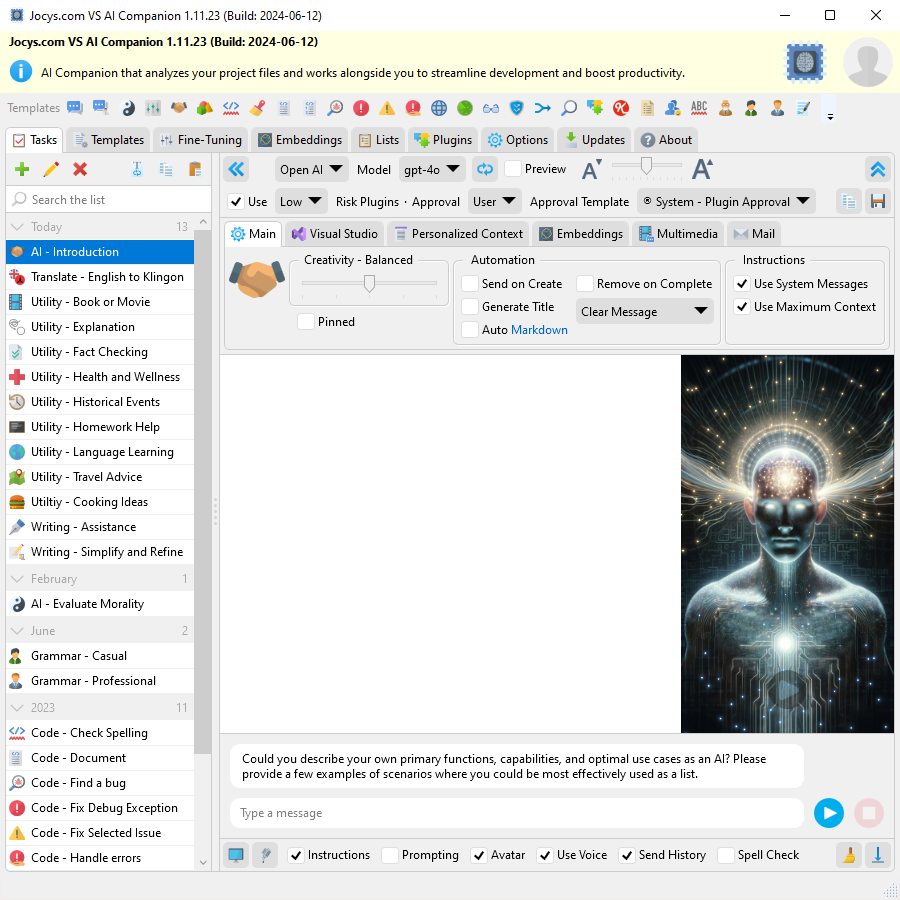 Jocys.com VS AI Companion 1.11.23 (Build: 2024-06-12)
Jocys.com VS AI Companion 1.11.23 (Build: 2024-06-12)
AI Companion that analyzes your project files and works alongside you to streamline development and boost productivity.
Templates
ABC
Tasks Templates Fine-Tuning Embeddings Lists Plugins Options Updates About
Open AI Model gpt-4o Preview A A
Search the list
Use Low Risk Plugins · Approval User Approval Template ® System - Plugin Approval
Today 13
AI - Introduction
Translate - English to Klingon
Utility - Book or Movie
Utility - Explanation
Utility - Fact Checking
Utility - Health and Wellness
Utility - Historical Events
Utility - Homework Help
Utility - Language Learning
Utility - Travel Advice
Utiltiy - Cooking Ideas
Writing - Assistance
Writing - Simplify and Refine
February 1
AI - Evaluate Morality
June 2
Grammar - Casual
Grammar - Professional
2023 11
Code - Check Spelling
Code - Document
Code - Find a bug
Code - Fix Debug Exception
Code - Fix Selected Issue
Code - Handle errors
Main Visual Studio Personalized Context Embeddings Multimedia Mail
Creativity - Balanced
Pinned
Automation
Send on Create Remove on Complete
Generate Title Clear Message
Auto Markdown
Instructions
Use System Messages
Use Maximum Context
Could you describe your own primary functions, capabilities, and optimal use cases as an AI? Please
provide a few examples of scenarios where you could be most effectively used as a list.
Type a message
Instructions Prompting Avatar Use Voice Send History Spell Check